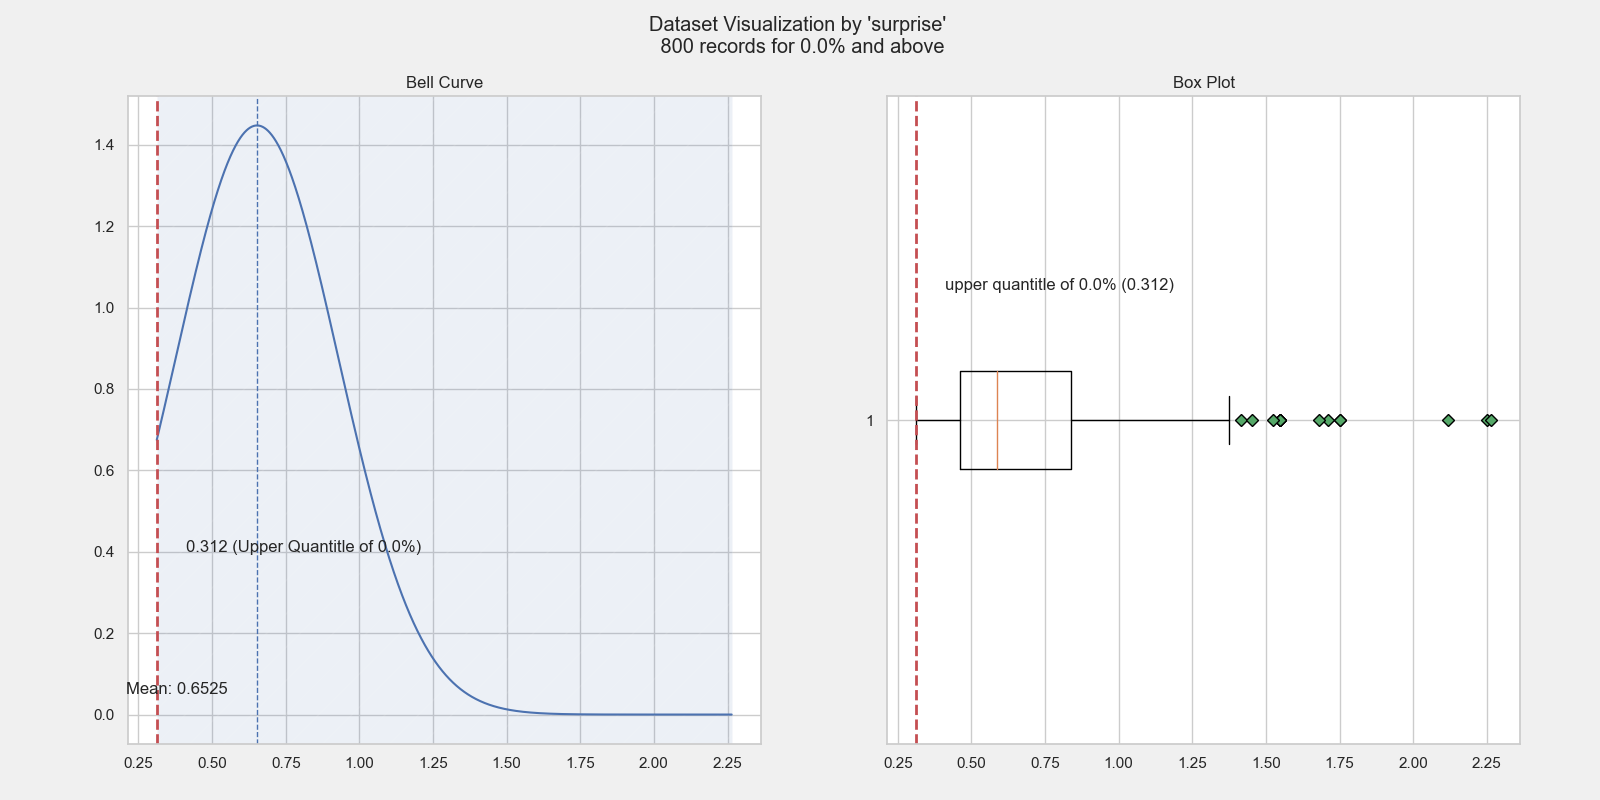 Dataset Visualization by 'surprise'
800 records for 0.0% and above
Bell Curve
1.4
1.2
1.0
0.8
0.6
0.4
0.2
0.0
0.312 (Upper Quantitle of 0.0%)
Mean: 0.6525
0.25 0.50 0.75 1.00 1.25 1.50 1.75 2.00 2.25
Box Plot
upper quantitle of 0.0% (0.312)
1
0.25 0.50 0.75 1.00 1.25 1.50 1.75 2.00 2.25